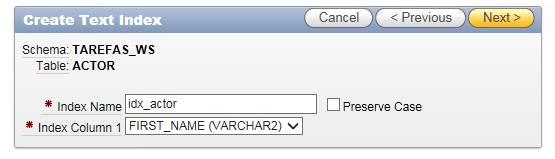 Create Text Index Cancel < Previous Next >
Schema: TAREFAS_WS
Table: ACTOR
* Index Name idx_actor Preserve Case
* Index Column 1 FIRST_NAME (VARCHAR2)